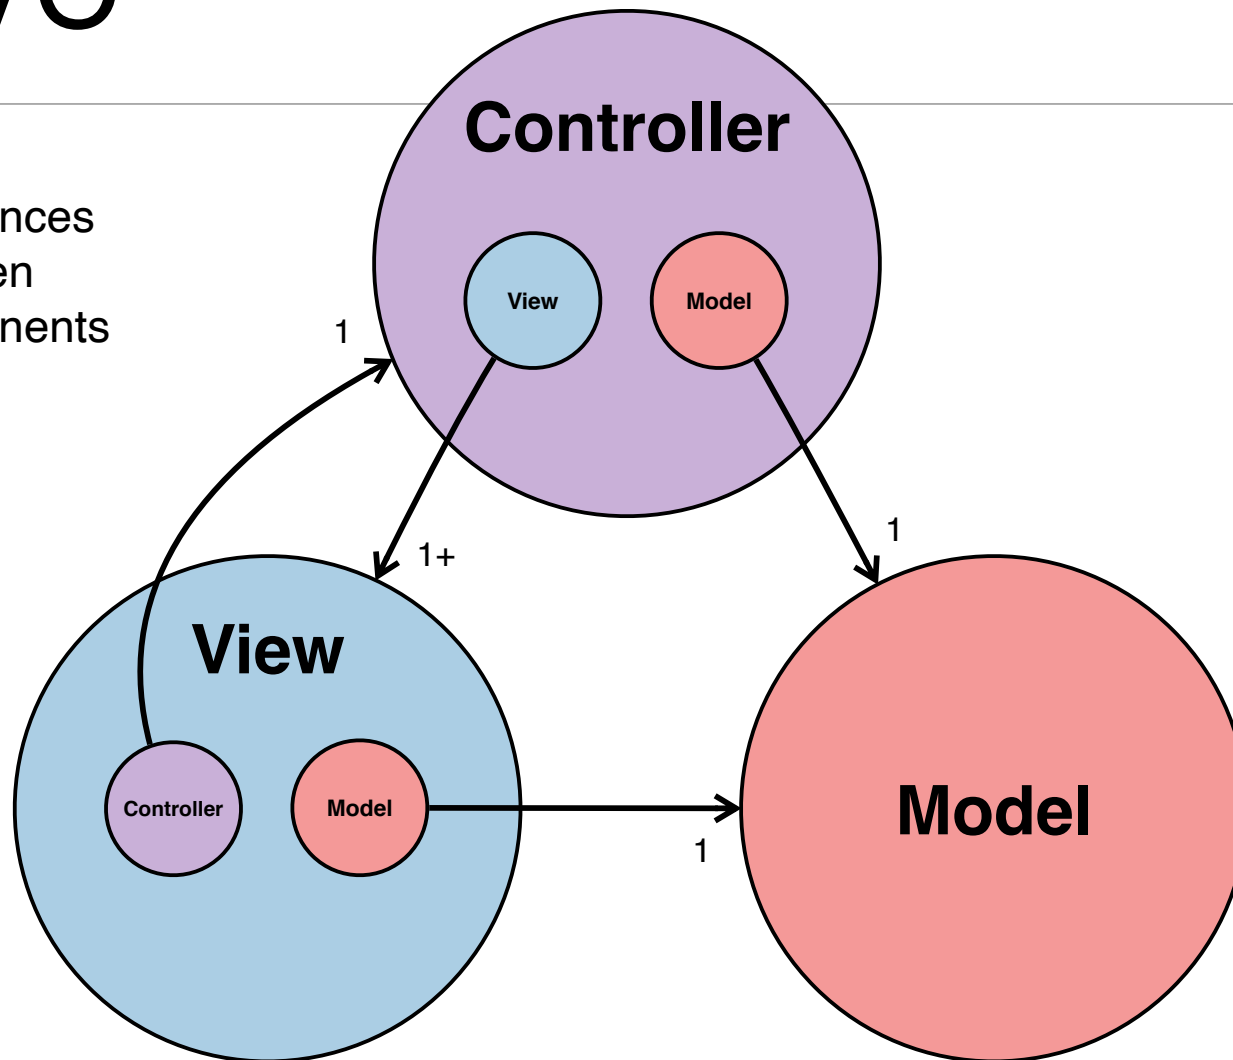 Controller
nces
en
nents
View
Model
1
1
1+
View
Controller
Model
Model
1